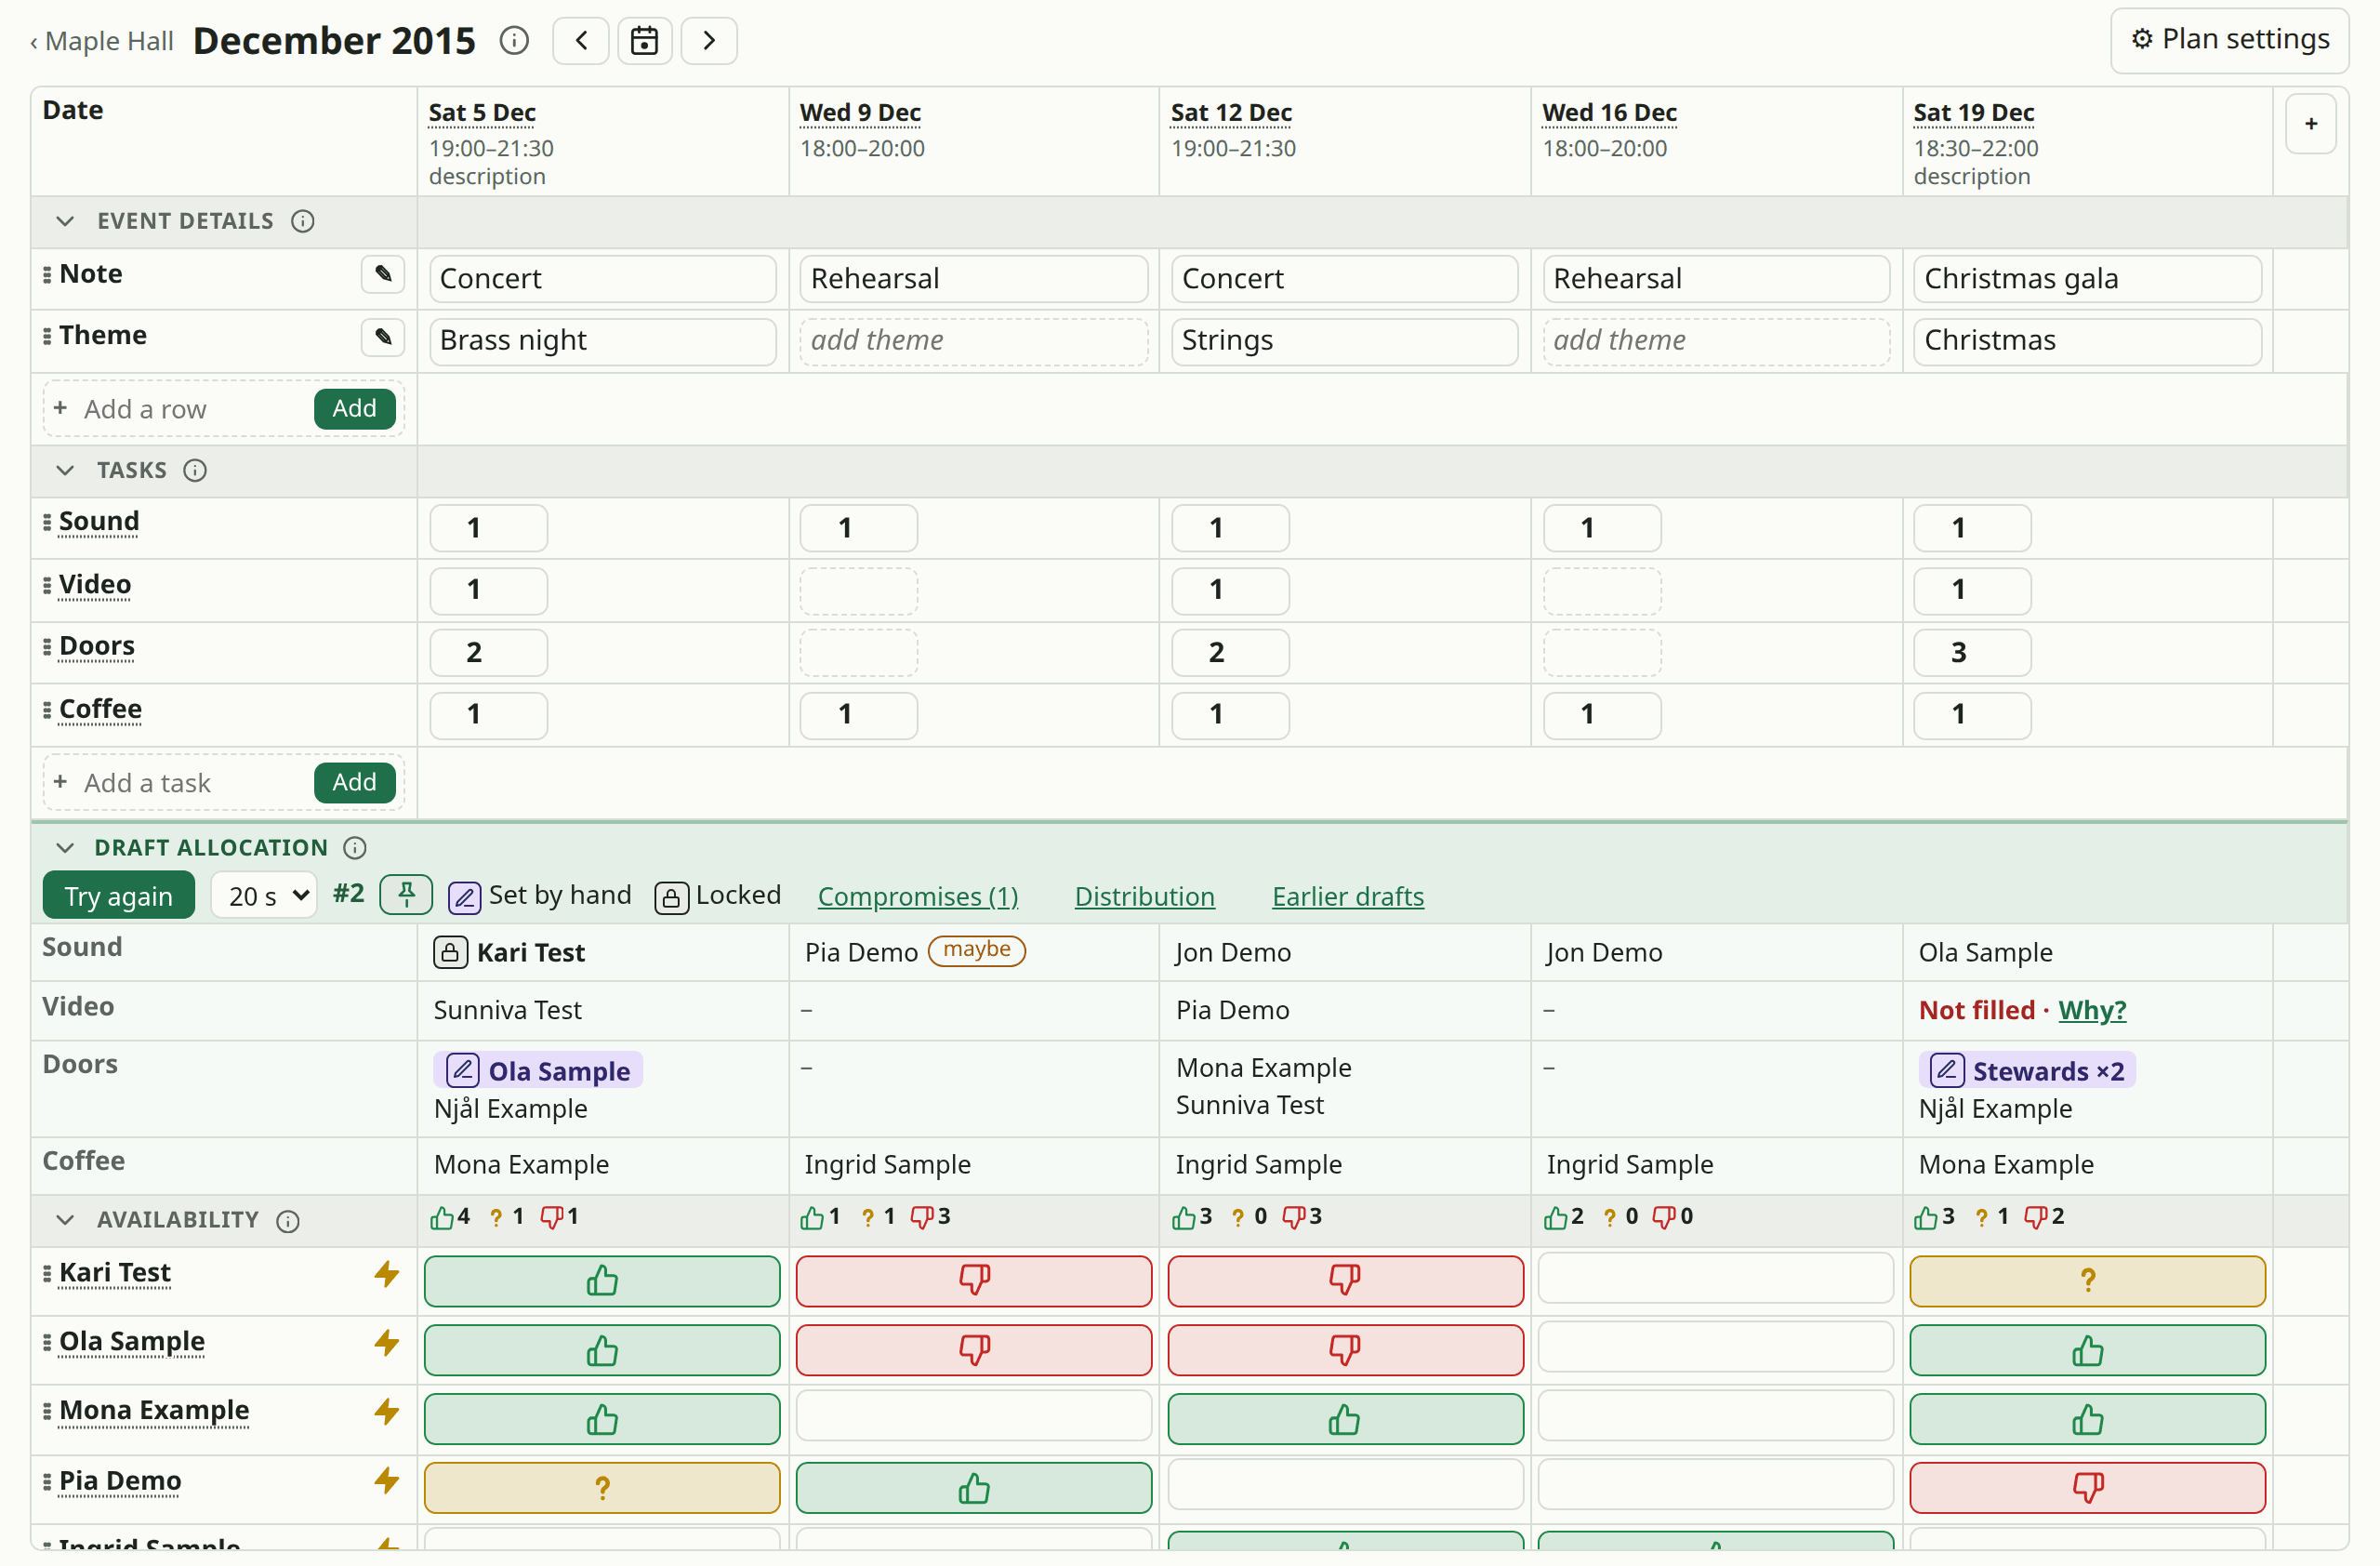 ‹ Maple Hall December 2015
⚙ Plan settings
Date
Sat 5 Dec
19:00–21:30
description
Wed 9 Dec
18:00–20:00
Sat 12 Dec
19:00–21:30
Wed 16 Dec
18:00–20:00
Sat 19 Dec
18:30–22:00
description
+
EVENT DETAILS
Note Concert Rehearsal Concert Rehearsal Christmas gala
Theme Brass night add theme Strings add theme Christmas
+ Add a row Add
TASKS
Sound 1 1 1 1 1
Video 1 1 1
Doors 2 2 3
Coffee 1 1 1 1 1
+ Add a task Add
DRAFT ALLOCATION
Try again 20 s #2 Set by hand Locked Compromises (1) Distribution Earlier drafts
Sound Kari Test Pia Demo maybe Jon Demo Jon Demo Ola Sample
Video Sunniva Test – Pia Demo – Not filled · Why?
Doors
Ola Sample
Njål Example
–
Mona Example
Sunniva Test
–
Stewards ×2
Njål Example
Coffee Mona Example Ingrid Sample Ingrid Sample Ingrid Sample Mona Example
AVAILABILITY 4 ? 1 1 1 ? 1 3 3 ? 0 3 2 ? 0 0 3 ? 1 2
Kari Test ?
Ola Sample
Mona Example
Pia Demo ?
Ingrid Sample